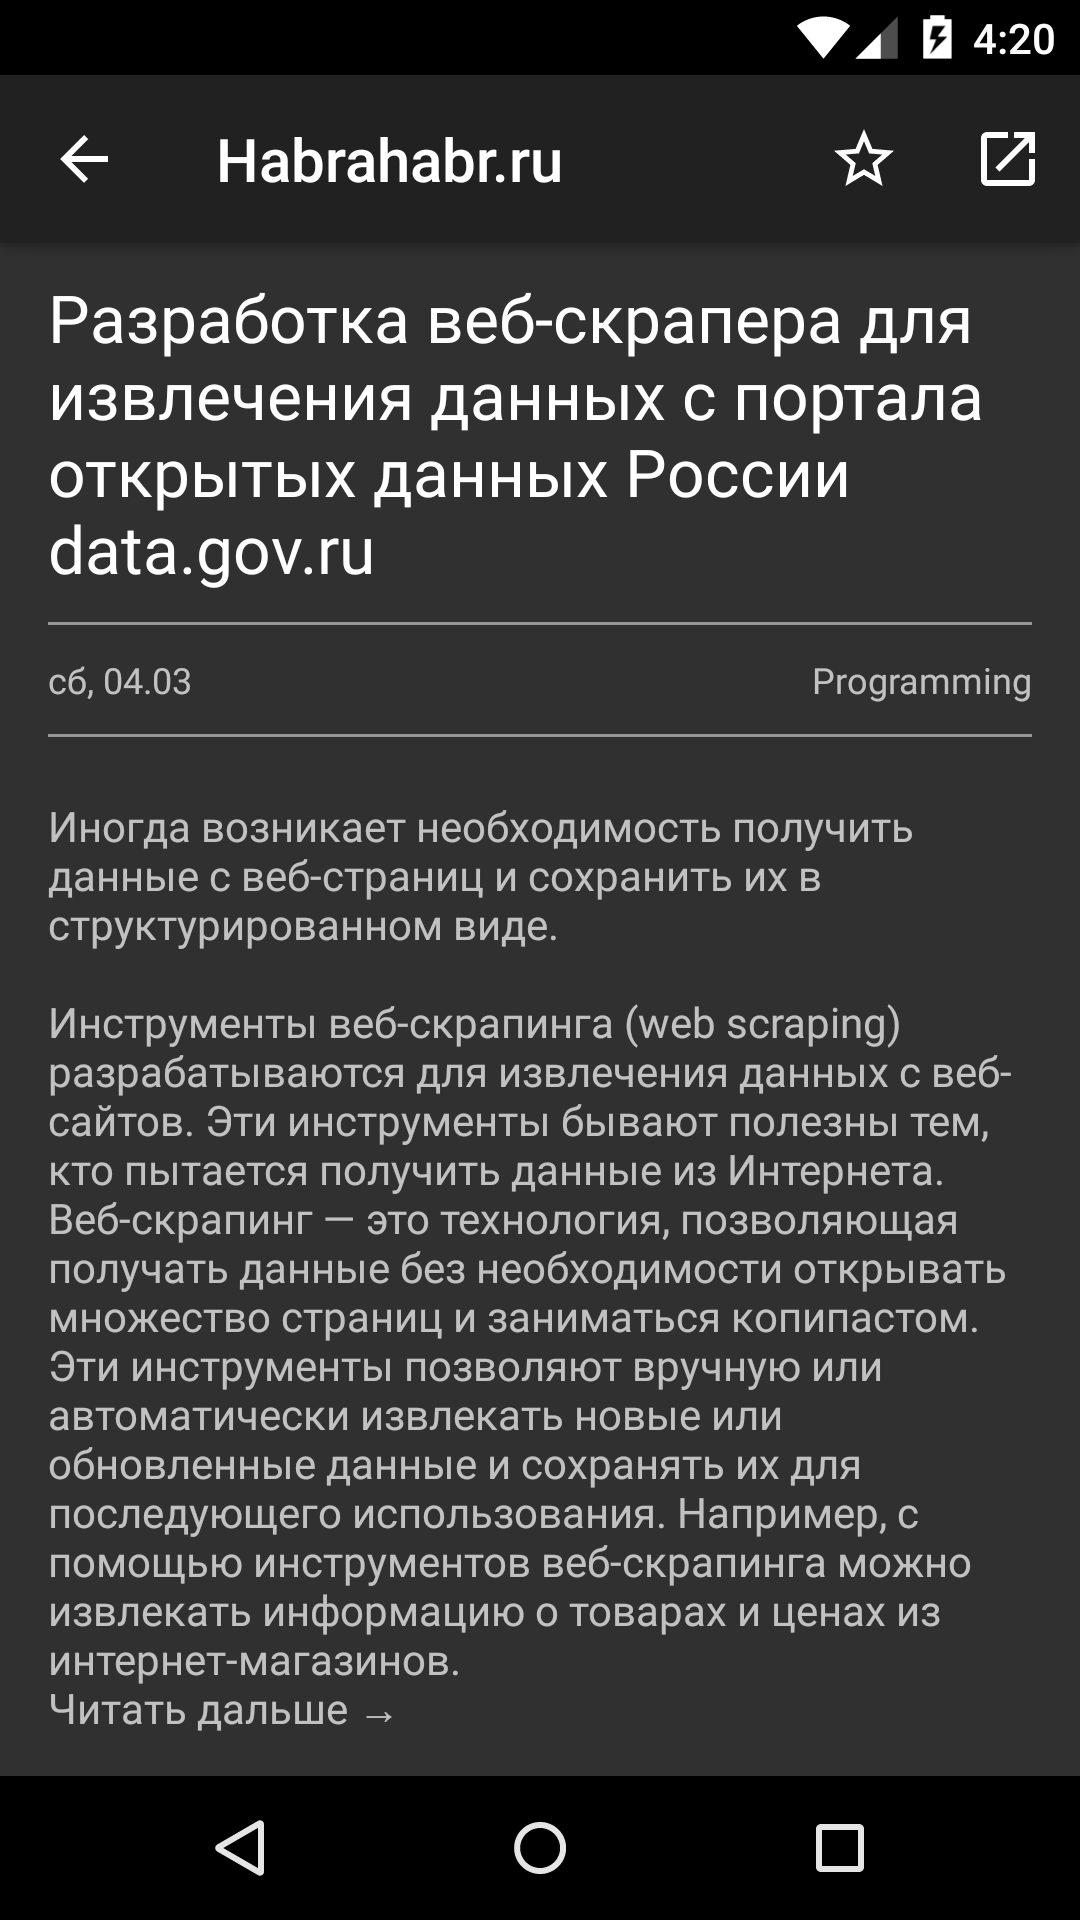 4:20
Habrahabr.ru
Разработка веб-скрапера для
извлечения данных с портала
открытых данных России
data.gov.ru
сб, 04.03
Programming
Иногда возникает необходимость получить
данные с веб-страниц и сохранить их в
структурированном виде.
Инструменты веб-скрапинга (web scraping)
разрабатываются для извлечения данных с веб-
сайтов. Эти инструменты бывают полезны тем,
кто пытается получить данные из Интернета.
Веб-скрапинг — это технология, позволяющая
получать данные без необходимости открывать
множество страниц и заниматься копипастом.
Эти инструменты позволяют вручную или
автоматически извлекать новые или
обновленные данные и сохранять их для
последующего использования. Например, с
помощью инструментов веб-скрапинга можно
извлекать информацию о товарах и ценах из
интернет-магазинов.
Читать дальше →